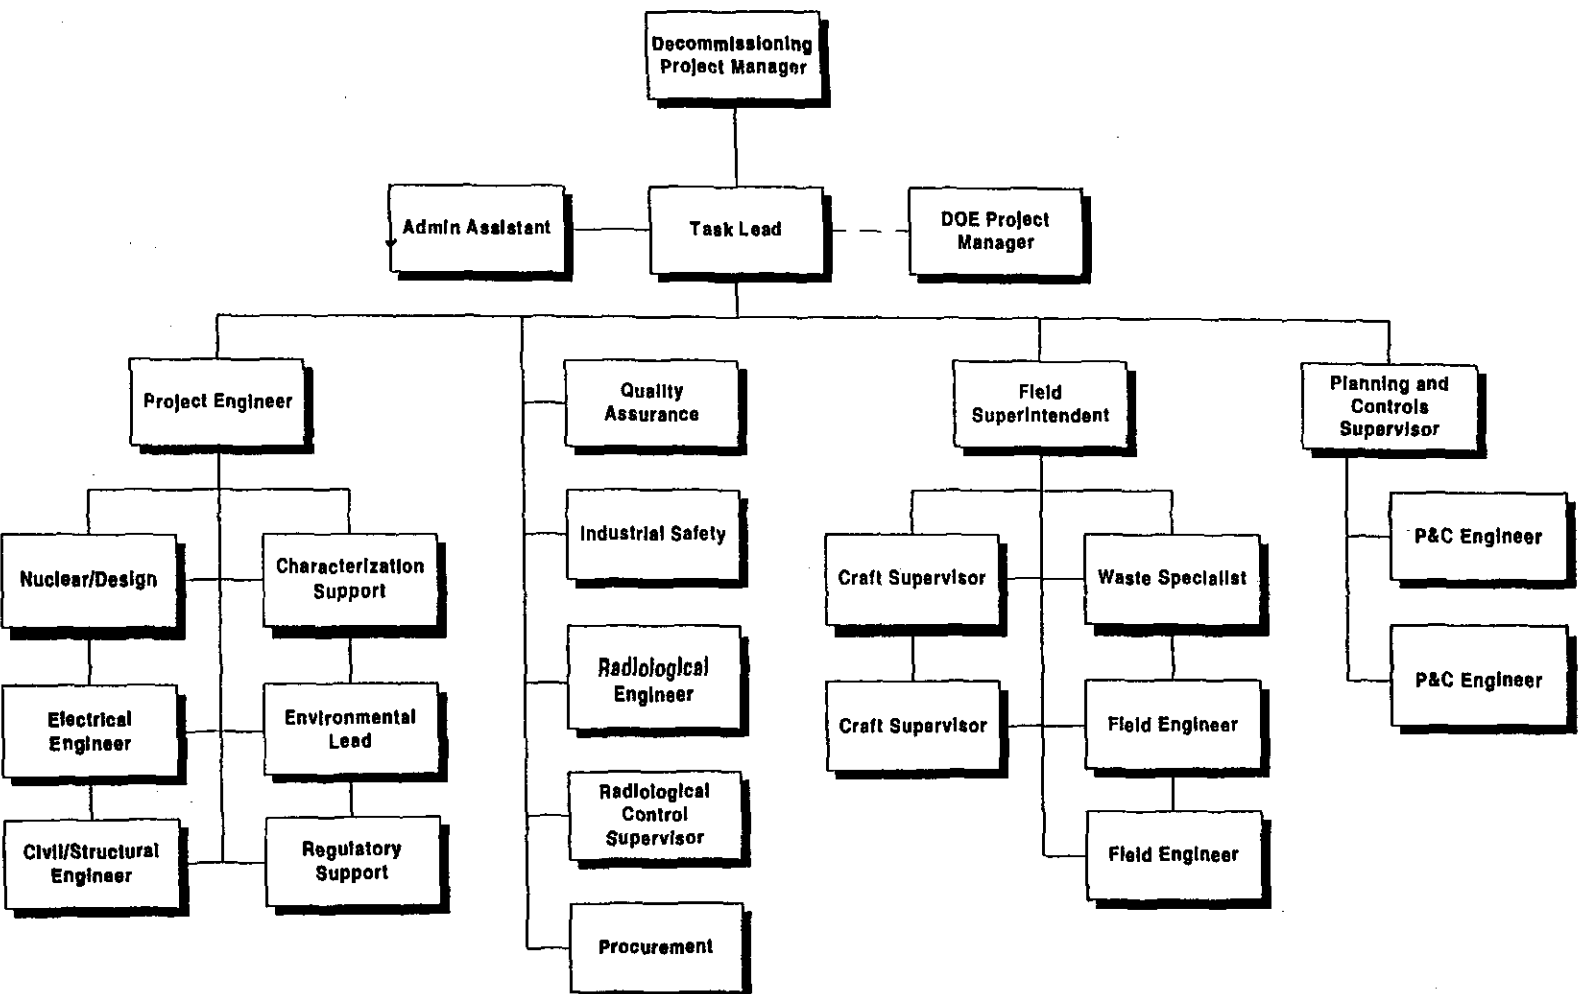 Decommissioning
Project Manager
Admin Assistant
Task Lead
DOE Project
Manager
Project Engineer
Quality
Assurance
Field
Superintendent
Planning and
Controls
Supervisor
Nuclear/Design
Characterization
Support
Industrial Safety
Craft Supervisor
Waste Specialist
P&C Engineer
Electrical
Engineer
Environmental
Lead
Radiological
Engineer
Craft Supervisor
Field Engineer
P&C Engineer
Civil/Structural
Engineer
Regulatory
Support
Radiological
Control
Supervisor
Field Engineer
Procurement